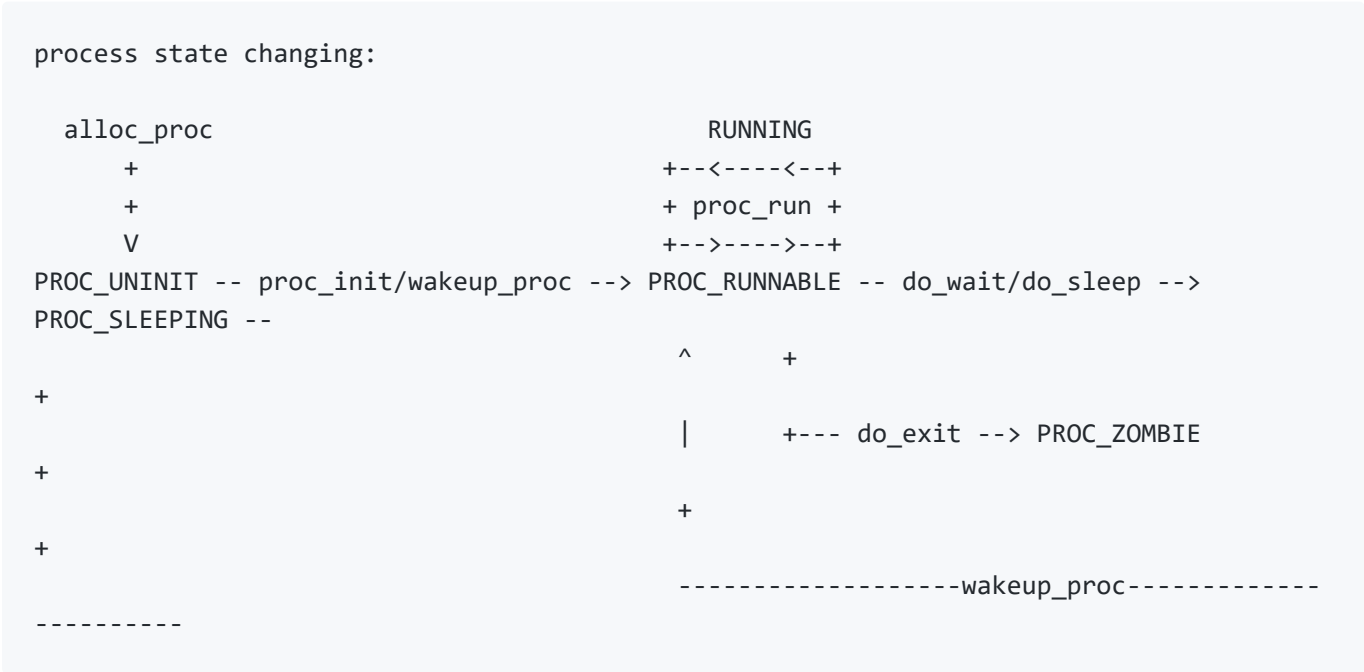 process state changing:

  alloc_proc                                 RUNNING
      +                                   +--<----<--+
      +                                   + proc_run +
      V                                   +-->---->--+
PROC_UNINIT -- proc_init/wakeup_proc --> PROC_RUNNABLE -- do_wait/do_sleep -->
PROC_SLEEPING --
                                           ^      +
+
                                           |      +--- do_exit --> PROC_ZOMBIE
+
                                           +
+
                                           -------------------wakeup_proc-------------
----------